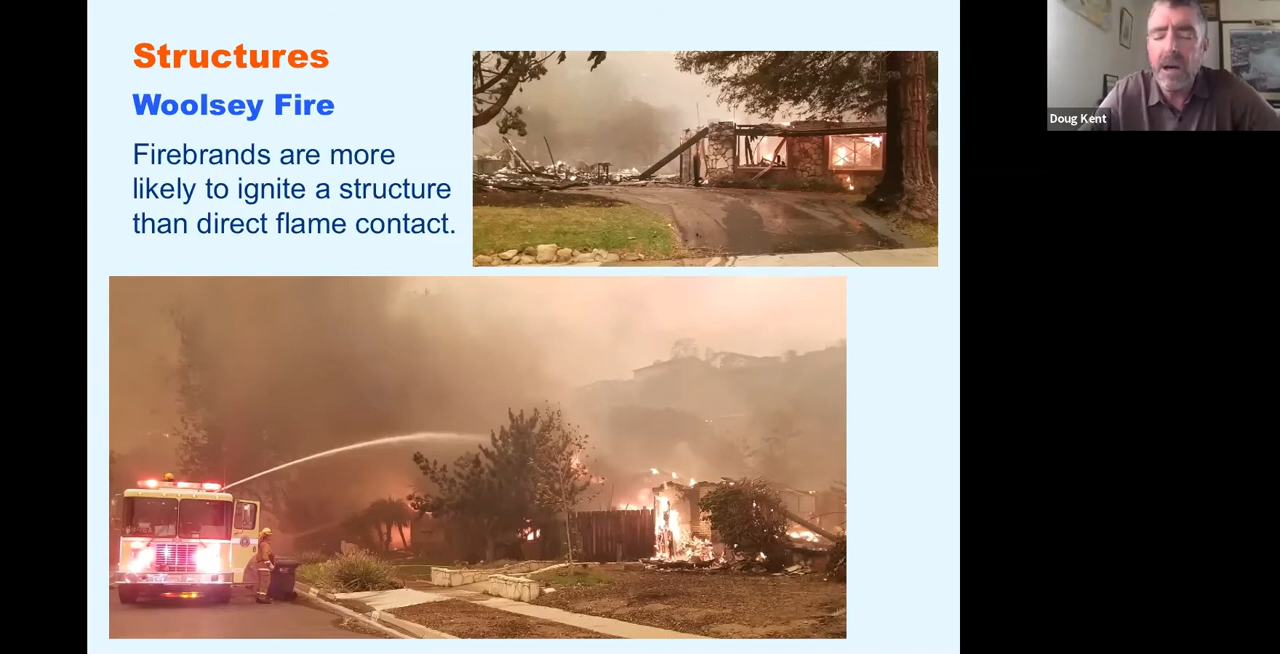 Structures
Woolsey Fire
Firebrands are more
likely to ignite a structure
than direct flame contact.
Doug Kent